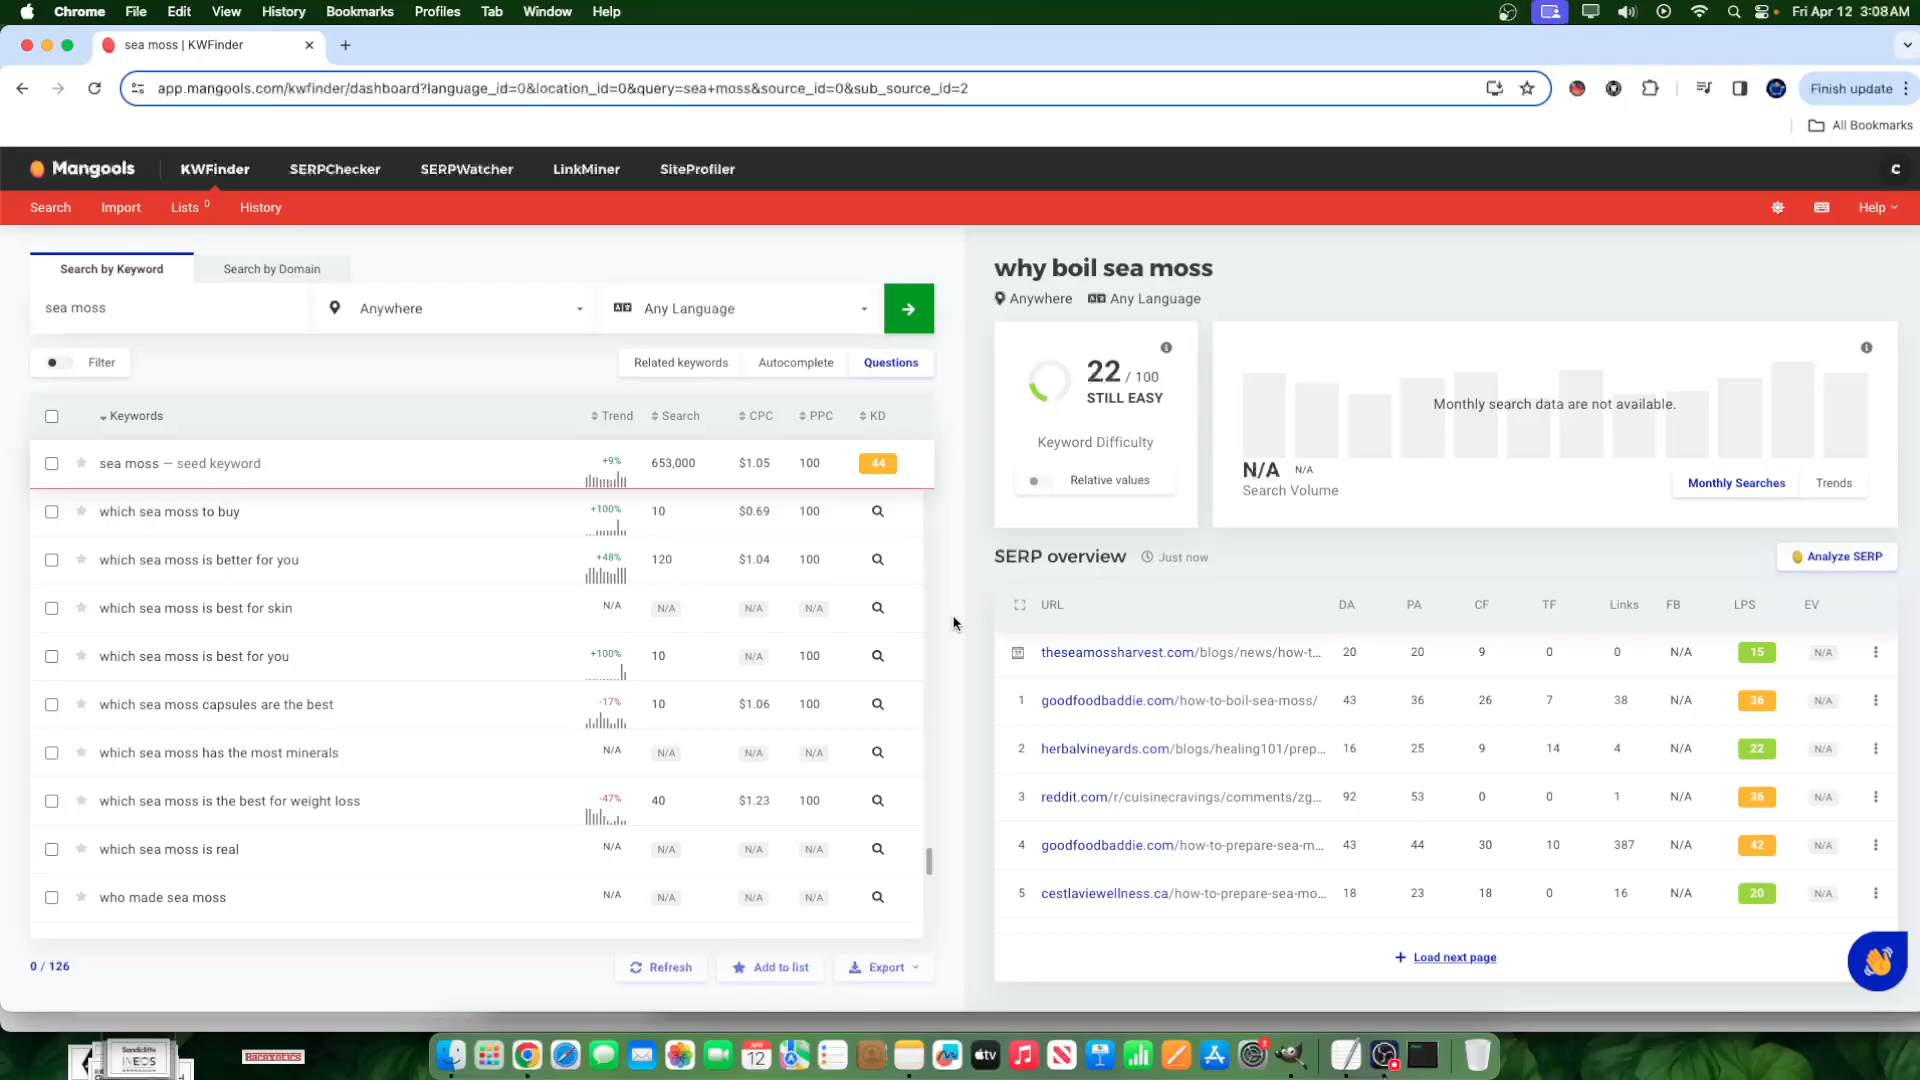 Chrome File Edit View History Bookmarks Profiles Tab Window Help Fri Apr 12 3:08 AM
sea moss | KWFinder
app.mangools.com/kwfinder/dashboard?language_id=0&location_id=0&query=sea+moss&source_id=0&sub_source_id=2 Finish update
All Bookmarks
Mangools KWFinder SERPChecker SERPWatcher LinkMiner SiteProfiler C
Search Import Lists 0 History Help
Search by Keyword Search by Domain
sea moss Anywhere Any Language
Filter Related keywords Autocomplete Questions
Keywords Trend Search CPC PPC KD
sea moss — seed keyword +9% 653,000 $1.05 100 44
which sea moss to buy +100% 10 $0.69 100
which sea moss is better for you +48% 120 $1.04 100
which sea moss is best for skin N/A N/A N/A N/A
which sea moss is best for you +100% 10 N/A 100
which sea moss capsules are the best -17% 10 $1.06 100
which sea moss has the most minerals N/A N/A N/A N/A
which sea moss is the best for weight loss -47% 40 $1.23 100
which sea moss is real N/A N/A N/A N/A
who made sea moss N/A N/A N/A N/A
0 / 126 Refresh Add to list Export
why boil sea moss
Anywhere Any Language
22 / 100
STILL EASY
Keyword Difficulty
Relative values
Monthly search data are not available.
N/A N/A
Search Volume
Monthly Searches Trends
SERP overview Just now Analyze SERP
URL DA PA CF TF Links FB LPS EV
theseamossharvest.com/blogs/news/how-t... 20 20 9 0 0 N/A 15 N/A
1 goodfoodbaddie.com/how-to-boil-sea-moss/ 43 36 26 7 38 N/A 36 N/A
2 herbalvineyards.com/blogs/healing101/prep... 16 25 9 14 4 N/A 22 N/A
3 reddit.com/r/cuisinecravings/comments/zg... 92 53 0 0 1 N/A 36 N/A
4 goodfoodbaddie.com/how-to-prepare-sea-m... 43 44 30 10 387 N/A 42 N/A
5 cestlaviewellness.ca/how-to-prepare-sea-mo... 18 23 18 0 16 N/A 20 N/A
Load next page
Sandicliffe
INEOS
Racaxotics
12
tv
2